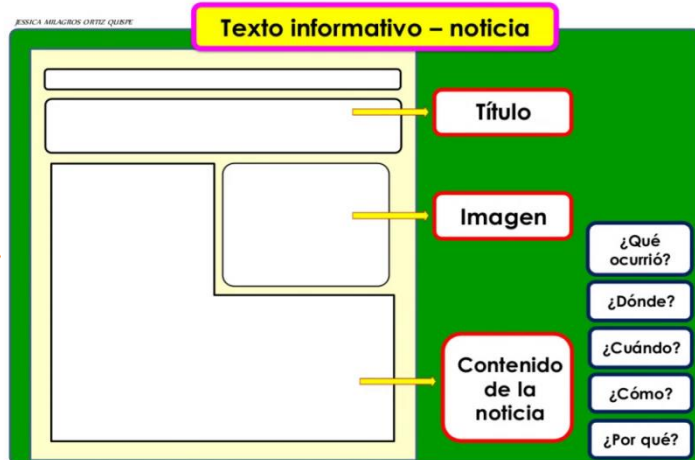 JESSICA MILAGROS ORTIZ QUISPE
Texto informativo – noticia
Título
Imagen
Contenido
de la
noticia
¿Qué
ocurrió?
¿Dónde?
¿Cuándo?
¿Cómo?
¿Por qué?